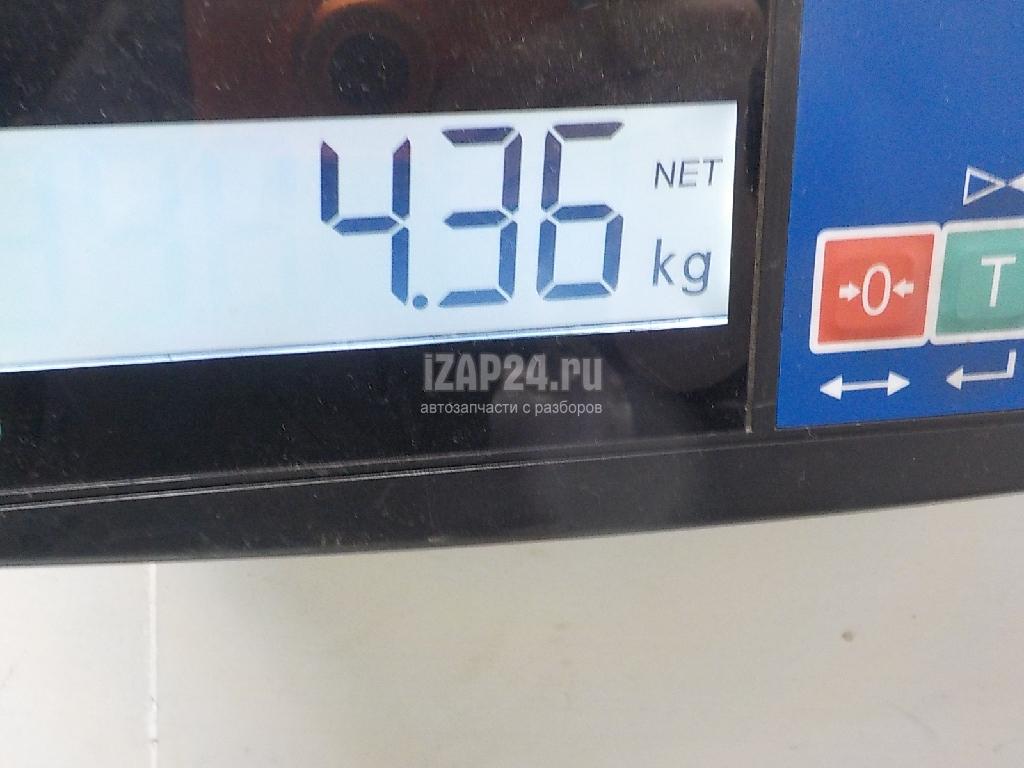 4.36 NET
kg
→0← T
iZAP24.ru
автозапчасти с разборов